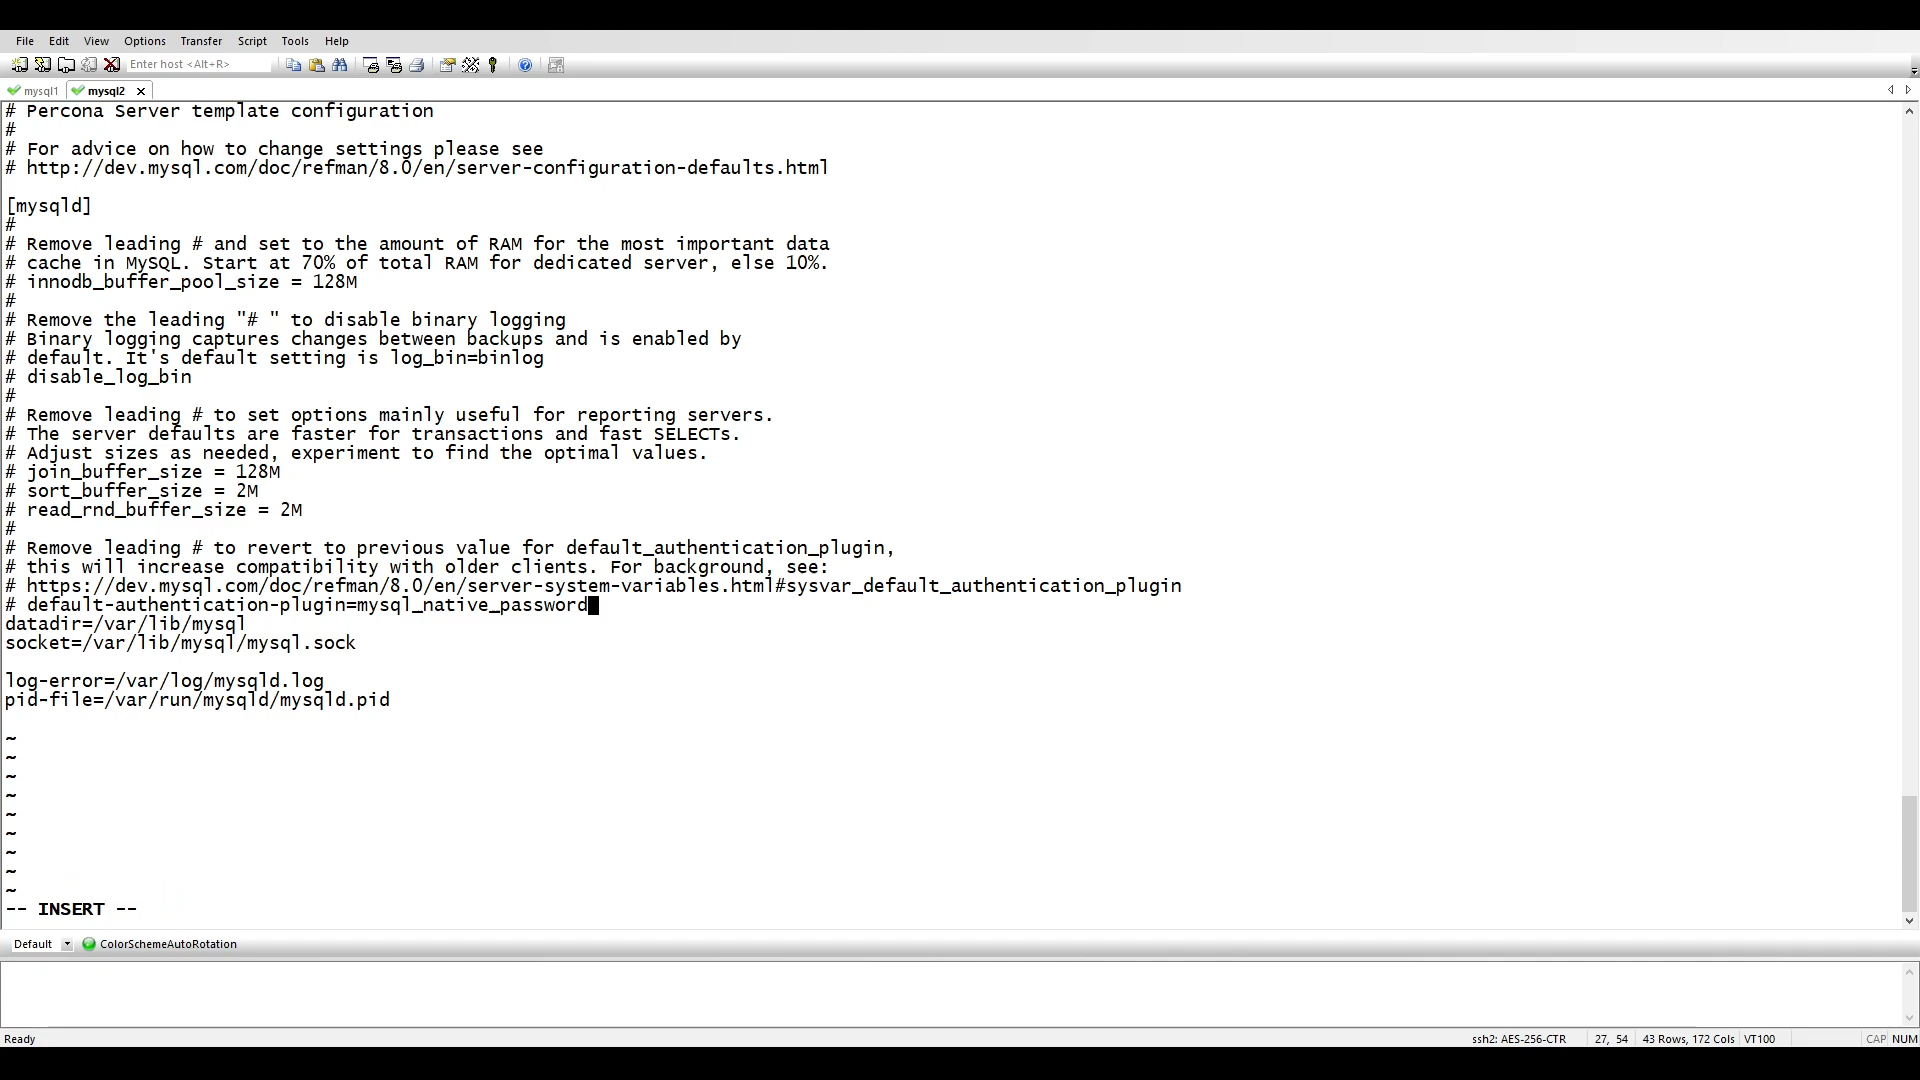 File Edit View Options Transfer Script Tools Help
Enter host <Alt+R>
mysql1 mysql2
# Percona Server template configuration
#
# For advice on how to change settings please see
# http://dev.mysql.com/doc/refman/8.0/en/server-configuration-defaults.html
[mysqld]
#
# Remove leading # and set to the amount of RAM for the most important data
# cache in MySQL. Start at 70% of total RAM for dedicated server, else 10%.
# innodb_buffer_pool_size = 128M
#
# Remove the leading "# " to disable binary logging
# Binary logging captures changes between backups and is enabled by
# default. It's default setting is log_bin=binlog
# disable_log_bin
#
# Remove leading # to set options mainly useful for reporting servers.
# The server defaults are faster for transactions and fast SELECTs.
# Adjust sizes as needed, experiment to find the optimal values.
# join_buffer_size = 128M
# sort_buffer_size = 2M
# read_rnd_buffer_size = 2M
#
# Remove leading # to revert to previous value for default_authentication_plugin,
# this will increase compatibility with older clients. For background, see:
# https://dev.mysql.com/doc/refman/8.0/en/server-system-variables.html#sysvar_default_authentication_plugin
# default-authentication-plugin=mysql_native_password
datadir=/var/lib/mysql
socket=/var/lib/mysql/mysql.sock
log-error=/var/log/mysqld.log
pid-file=/var/run/mysqld/mysqld.pid
~
~
~
~
~
~
~
~
~
-- INSERT --
Default ColorSchemeAutoRotation
Ready ssh2: AES-256-CTR 27, 54 43 Rows, 172 Cols VT100 CAP NUM